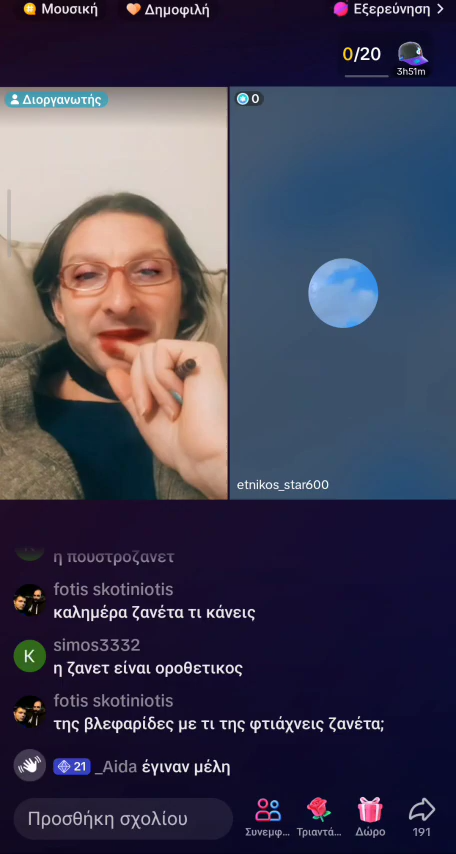 Μουσική
Δημοφιλή
Εξερεύνηση
0/20
3h51m
Διοργανωτής
0
etnikos_star600
η πουστροζανετ
fotis skotiniotis
καλημέρα ζανέτα τι κάνεις
K
simos3332
η ζανετ είναι οροθετικος
fotis skotiniotis
της βλεφαρίδες με τι της φτιάχνεις ζανέτα;
21 _Aida έγιναν μέλη
Προσθήκη σχολίου
Συνεμφ...
Τριαντά...
Δώρο
191